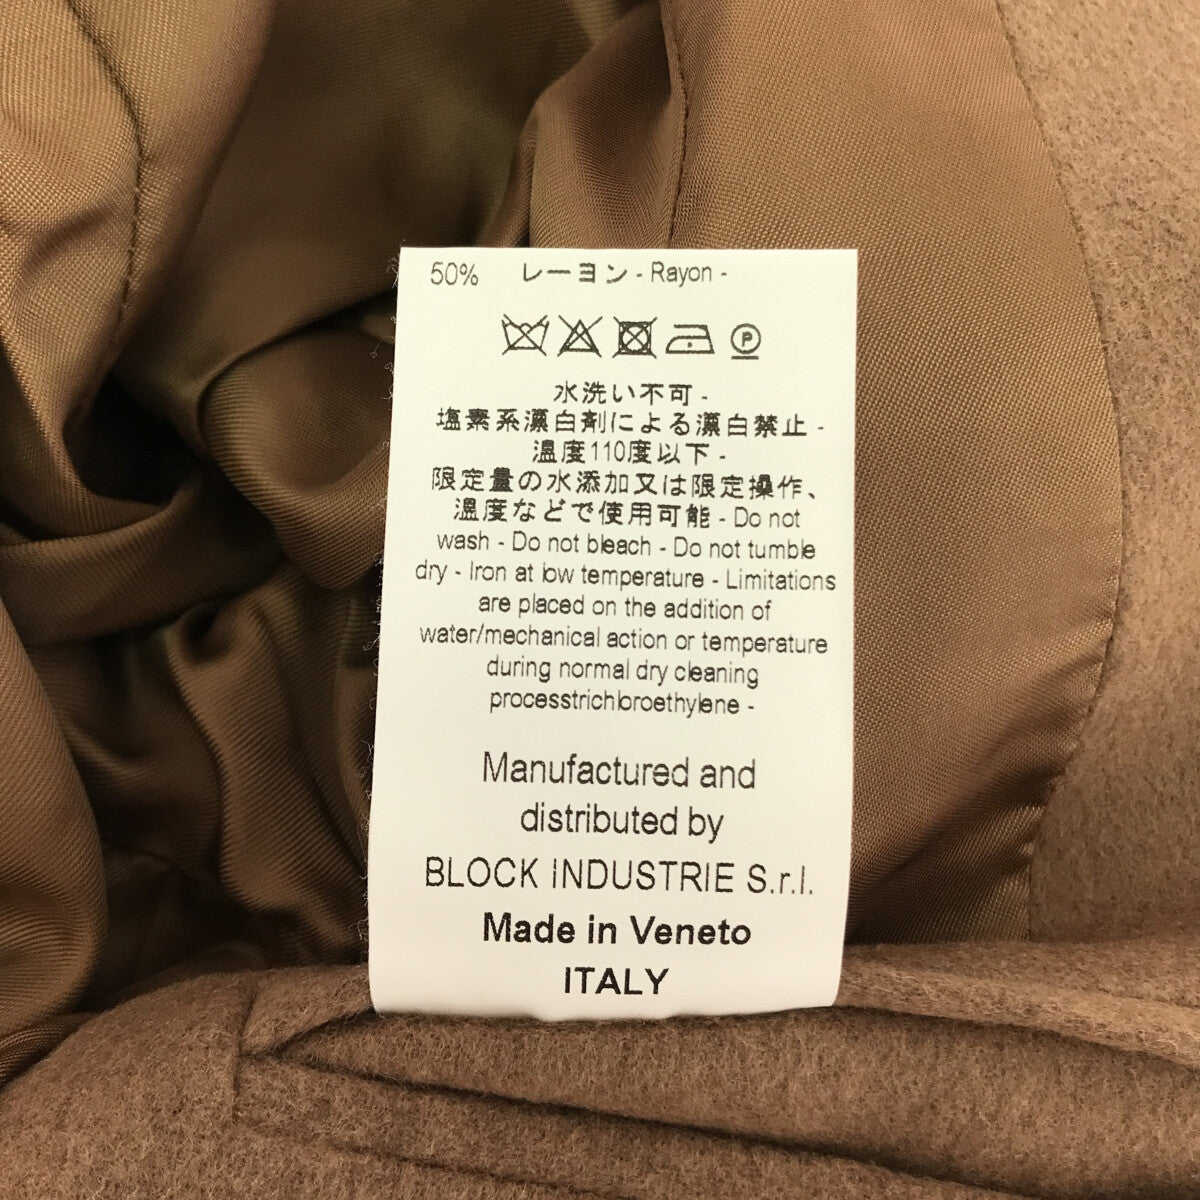 50% レーヨン - Rayon -
P
水洗い不可 -
塩素系漂白剤による漂白禁止 -
温度110度以下 -
限定量の水添加又は限定操作、
温度などで使用可能 - Do not
wash - Do not bleach - Do not tumble
dry - Iron at low temperature - Limitations
are placed on the addition of
water/mechanical action or temperature
during normal dry cleaning
processtrichloroethylene -
Manufactured and
distributed by
BLOCK INDUSTRIE S.r.l.
Made in Veneto
ITALY